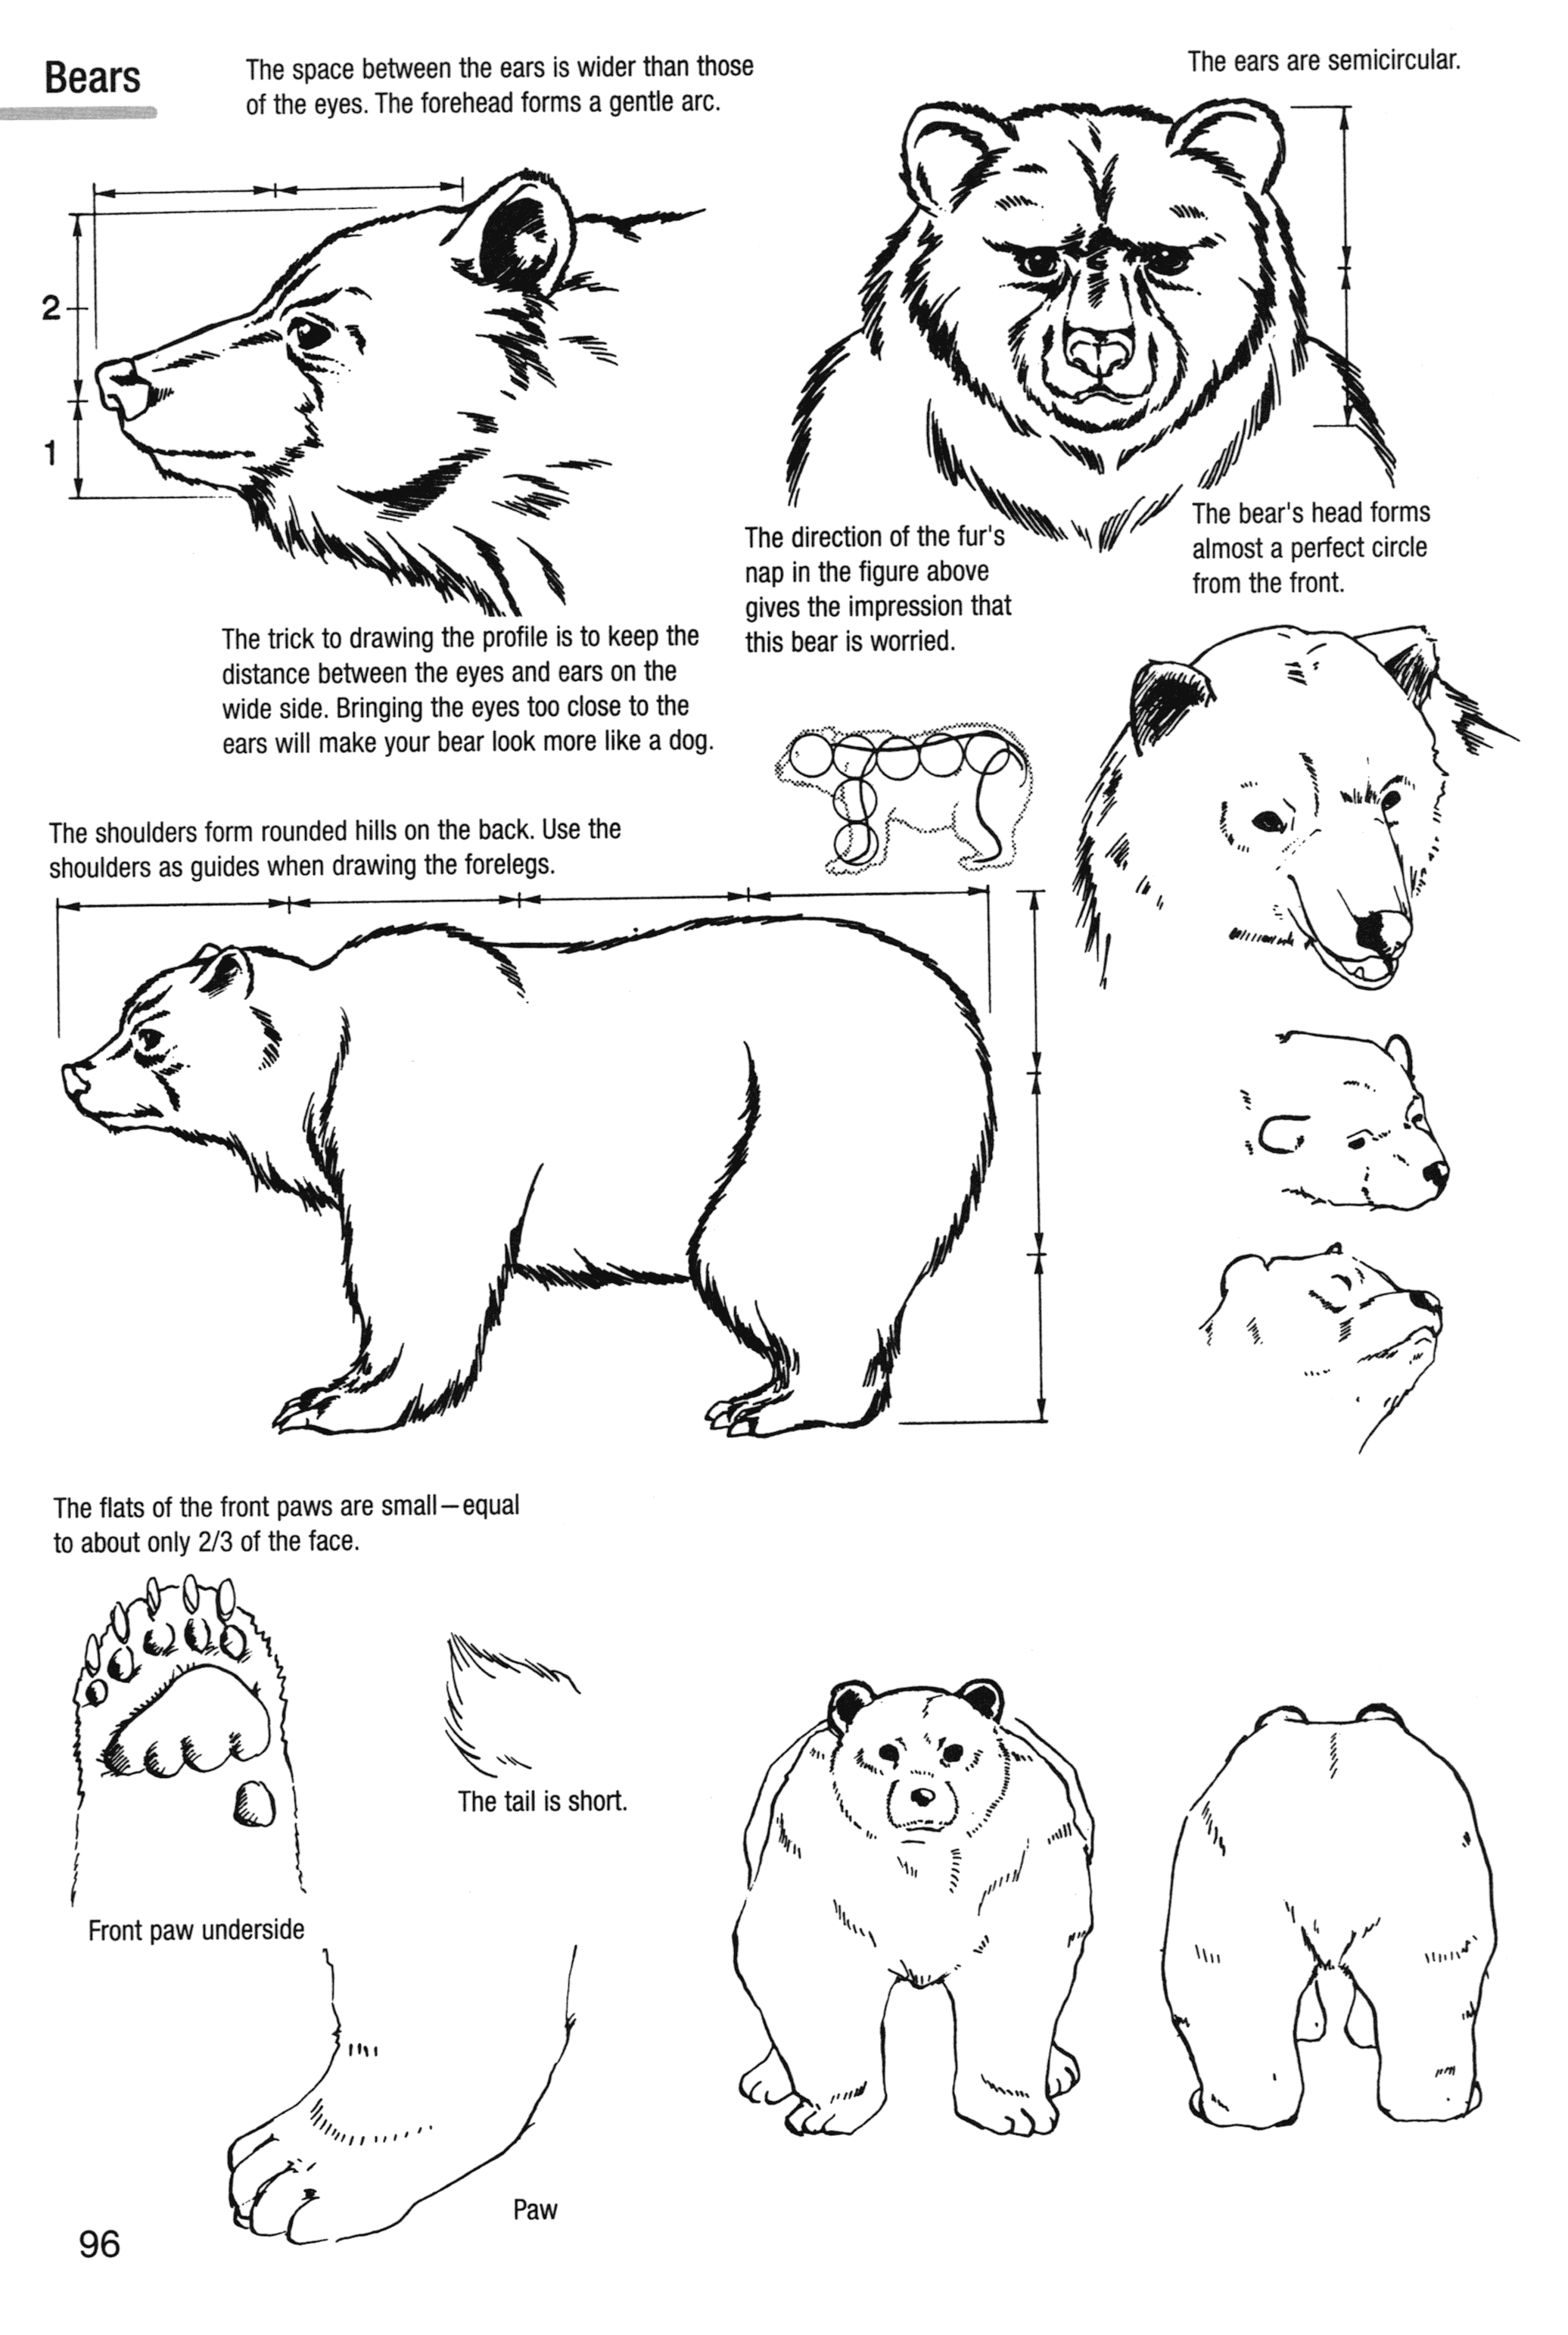 Bears
The space between the ears is wider than those
of the eyes. The forehead forms a gentle arc.
The ears are semicircular.
2
1
The direction of the fur's
nap in the figure above
gives the impression that
this bear is worried.
The bear's head forms
almost a perfect circle
from the front.
The trick to drawing the profile is to keep the
distance between the eyes and ears on the
wide side. Bringing the eyes too close to the
ears will make your bear look more like a dog.
The shoulders form rounded hills on the back. Use the
shoulders as guides when drawing the forelegs.
The flats of the front paws are small—equal
to about only 2/3 of the face.
The tail is short.
Front paw underside
Paw
96